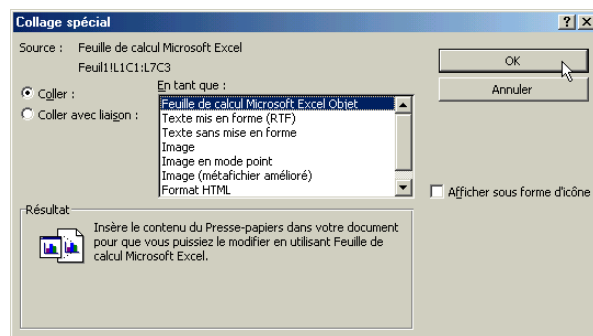 Collage spécial
Source : Feuille de calcul Microsoft Excel
Feuil1!L1C1:L7C3
OK
Annuler
Coller :
Coller avec liaison :
En tant que :
Feuille de calcul Microsoft Excel Objet
Texte mis en forme (RTF)
Texte sans mise en forme
Image
Image en mode point
Image (métafichier amélioré)
Format HTML
Afficher sous forme d'icône
Résultat
Insère le contenu du Presse-papiers dans votre document
pour que vous puissiez le modifier en utilisant Feuille de
calcul Microsoft Excel.